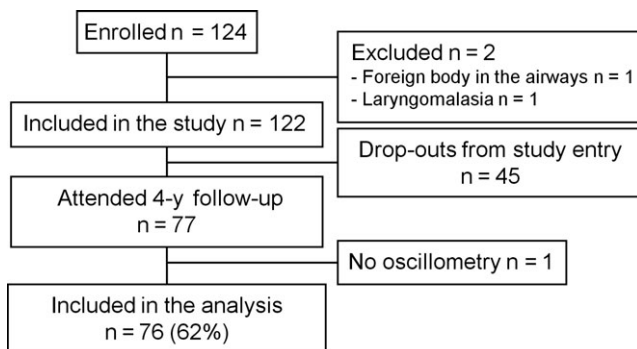 Enrolled n = 124
Excluded n = 2
- Foreign body in the airways n = 1
- Laryngomalasia n = 1
Included in the study n = 122
Drop-outs from study entry
n = 45
Attended 4-y follow-up
n = 77
No oscillometry n = 1
Included in the analysis
n = 76 (62%)